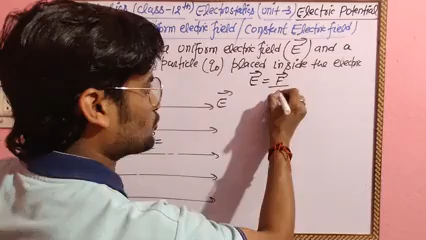 (class-12th) Electrostatics (unit-3) Electric Potential
uniform electric field / Constant Electric field)
a uniform electric field (E⃗) and a
particle (q₀) placed inside the electric
E⃗ = F⃗
E⃗
=